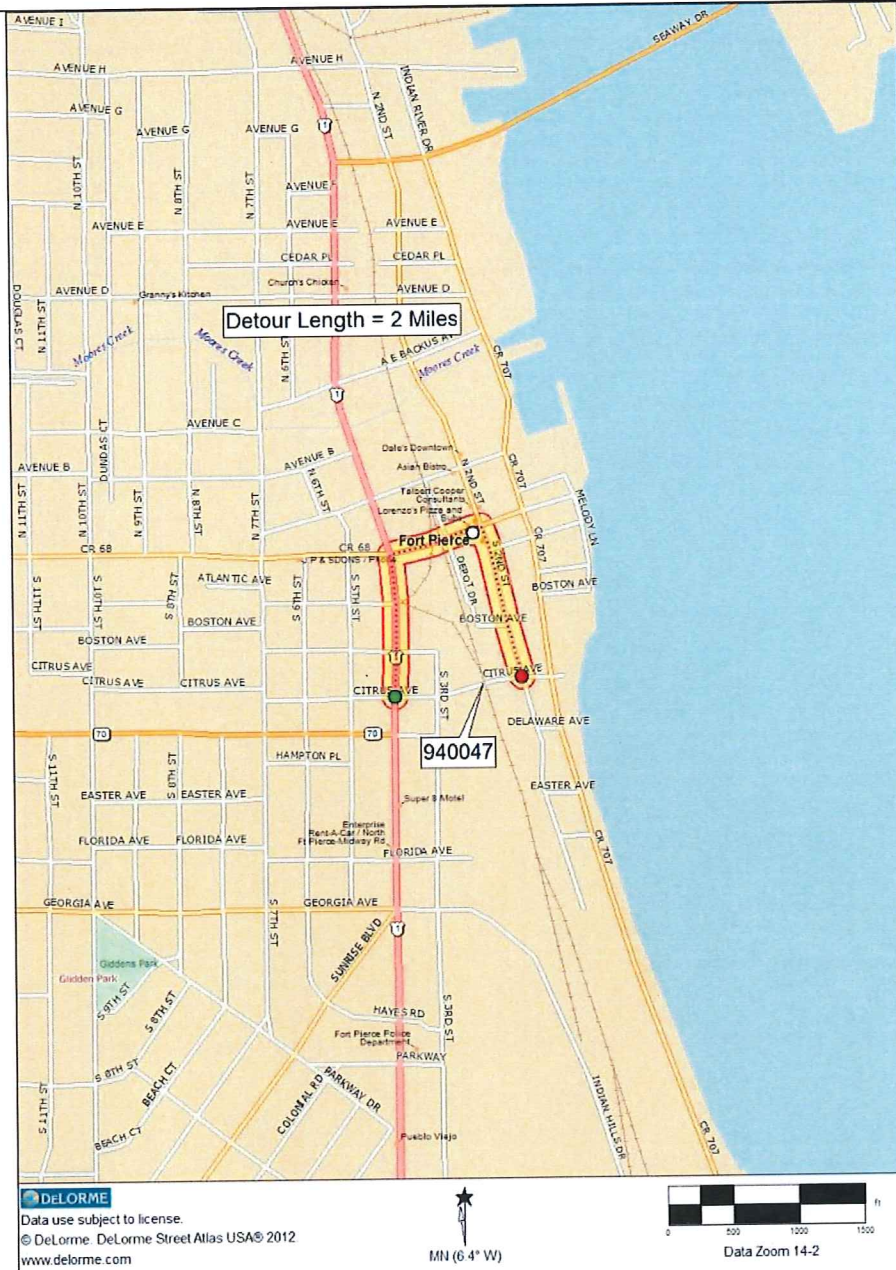 AVENUE I
SEAWAY DR
AVENUE H
AVENUE H
INDIAN RIVER DR
N 2ND ST
AVENUE G
AVENUE G
AVENUE G
1
N 10TH ST
N 8TH ST
N 7TH ST
AVENUE F
AVENUE E
AVENUE E
AVENUE E
CEDAR PL
CEDAR PL
Church's Chicken
DOUGLAS CT
N 11TH ST
AVENUE D
Granny's Kitchen
AVENUE D
Detour Length = 2 Miles
Moores Creek
Moores Creek
N 6TH ST
A E BACKUS AV
Moores Creek
CR 707
1
DUNDAS CT
AVENUE C
AVENUE B
AVENUE B
N 6TH ST
Dale's Downtown
Asian Bistro
N 2ND ST
CR 707
Talbert Cooper
Consultants
Lorenzo's Pizza and
Subs
MELODY LN
N 11TH ST
N 10TH ST
N 9TH ST
N 8TH ST
N 7TH ST
Fort Pierce
S 2ND ST
CR 707
CR 68
CR 68
DEPOT DR
S 11TH ST
S 10TH ST
S 8TH ST
ATLANTIC AVE
S 6TH ST
S 5TH ST
BOSTON AVE
BOSTON AVE
BOSTON AVE
BOSTON AVE
1
CITRUS AVE
CITRUS AVE
CITRUS AVE
CITRUS AVE
CITRUS AVE
S 3RD ST
DELAWARE AVE
70
70
940047
S 11TH ST
S 8TH ST
HAMPTON PL
EASTER AVE
EASTER AVE
EASTER AVE
Super 8 Motel
Enterprise
Rent-A-Car / North
Ft Pierce-Midway Rd
FLORIDA AVE
FLORIDA AVE
FLORIDA AVE
CR 707
GEORGIA AVE
GEORGIA AVE
S 7TH ST
SUNRISE BLVD
1
Giddens Park
Glidden Park
S 9TH ST
S 8TH ST
HAYES RD
S 3RD ST
Fort Pierce Police
Department
PARKWAY
S 8TH ST
BEACH CT
COLONIAL RD
PARKWAY DR
S 11TH ST
BEACH CT
Pueblo Viejo
INDIAN HILLS DR
CR 707
DELORME
Data use subject to license.
© DeLorme. DeLorme Street Atlas USA® 2012.
www.delorme.com
MN (6.4° W)
ft
0 500 1000 1500
Data Zoom 14-2